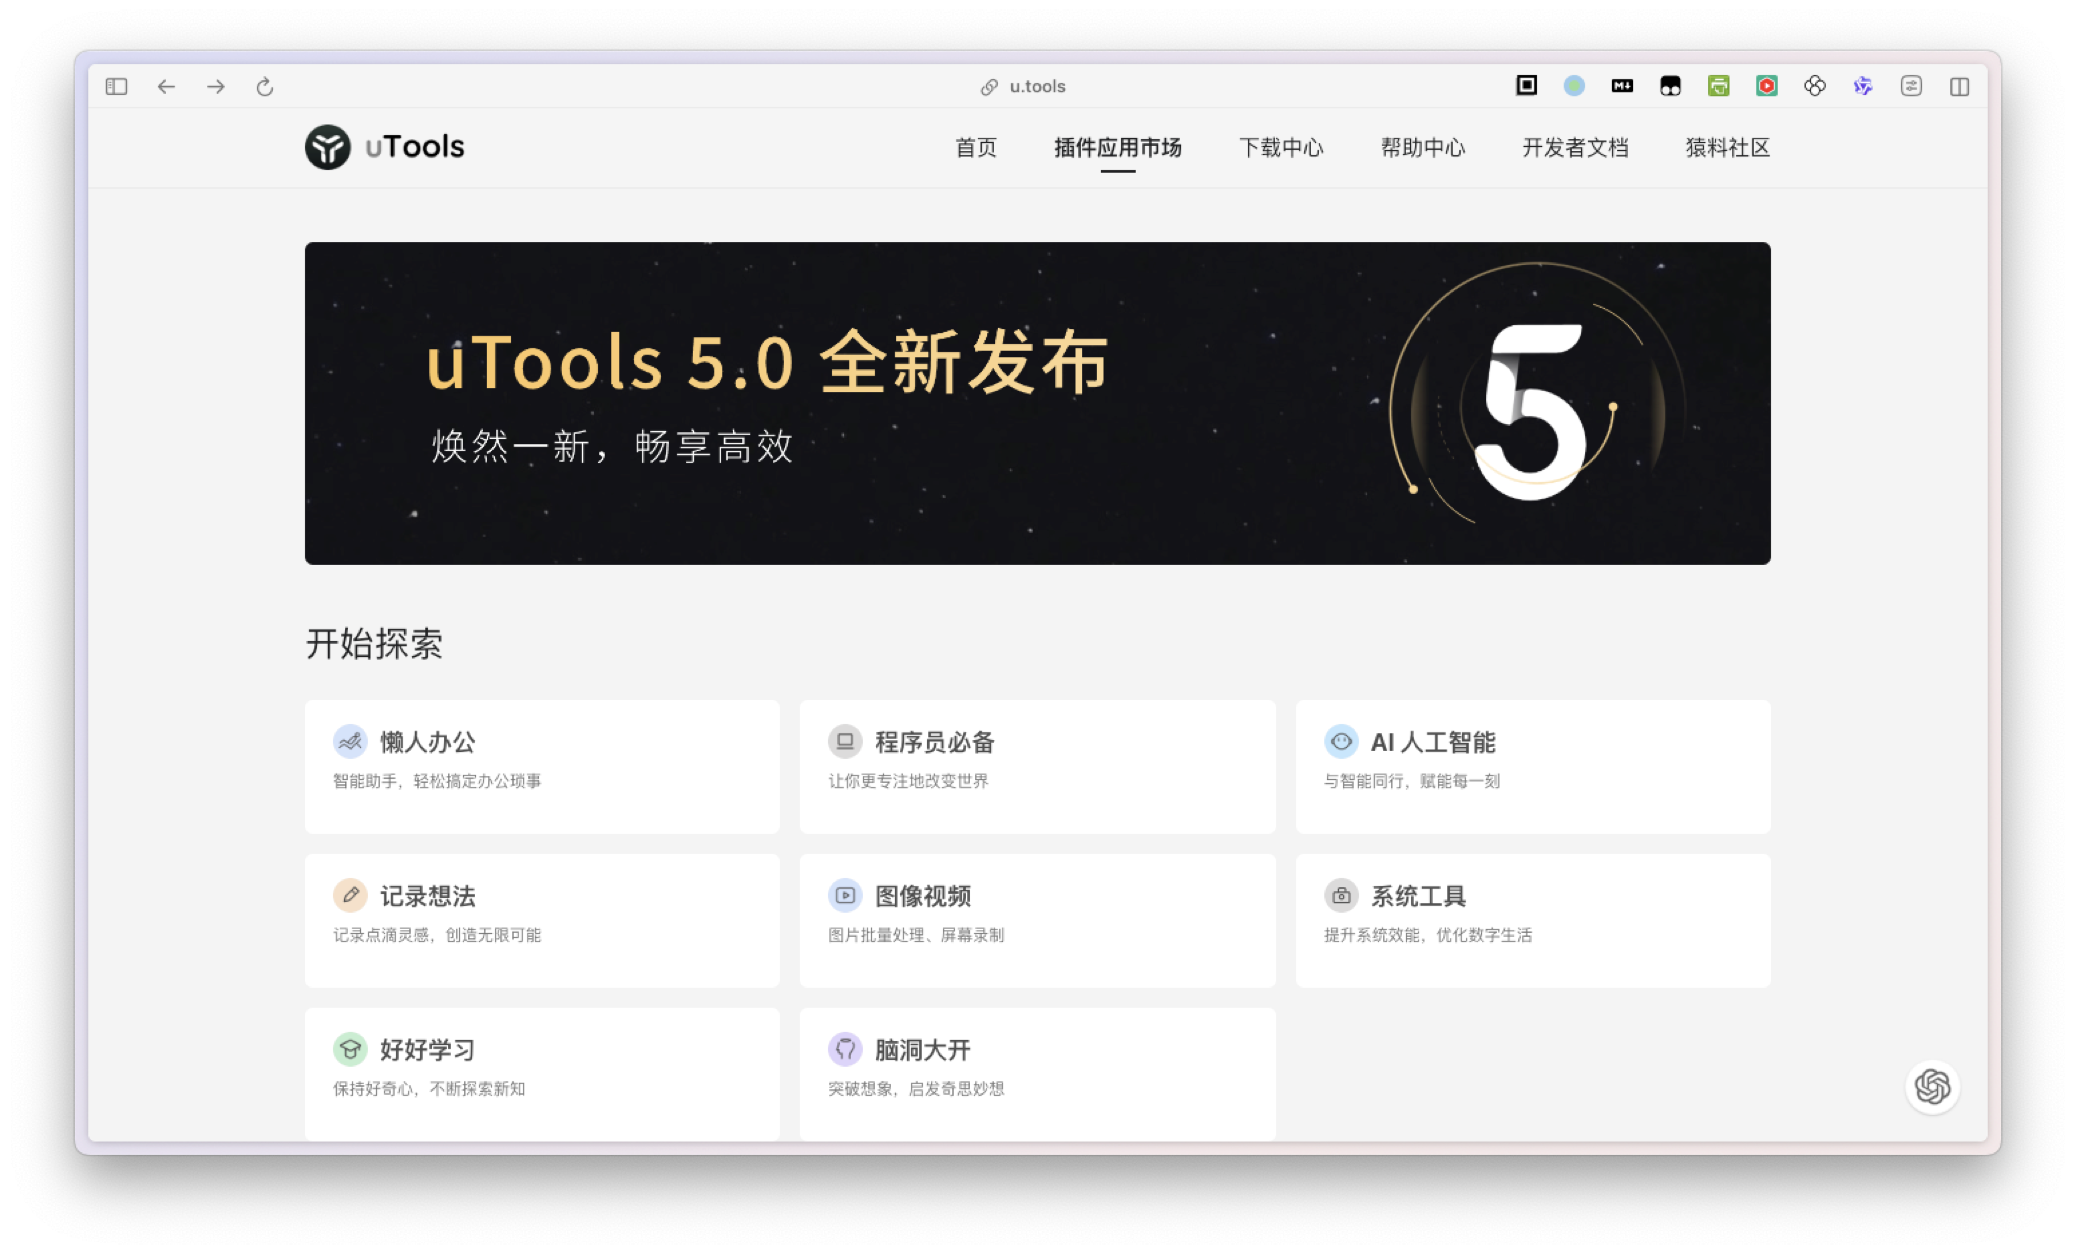 u.tools
M↓
uTools
首页 插件应用市场 下载中心 帮助中心 开发者文档 猿料社区
uTools 5.0 全新发布
焕然一新，畅享高效
5
开始探索
懒人办公
智能助手，轻松搞定办公琐事
程序员必备
让你更专注地改变世界
AI 人工智能
与智能同行，赋能每一刻
记录想法
记录点滴灵感，创造无限可能
图像视频
图片批量处理、屏幕录制
系统工具
提升系统效能，优化数字生活
好好学习
保持好奇心，不断探索新知
脑洞大开
突破想象，启发奇思妙想